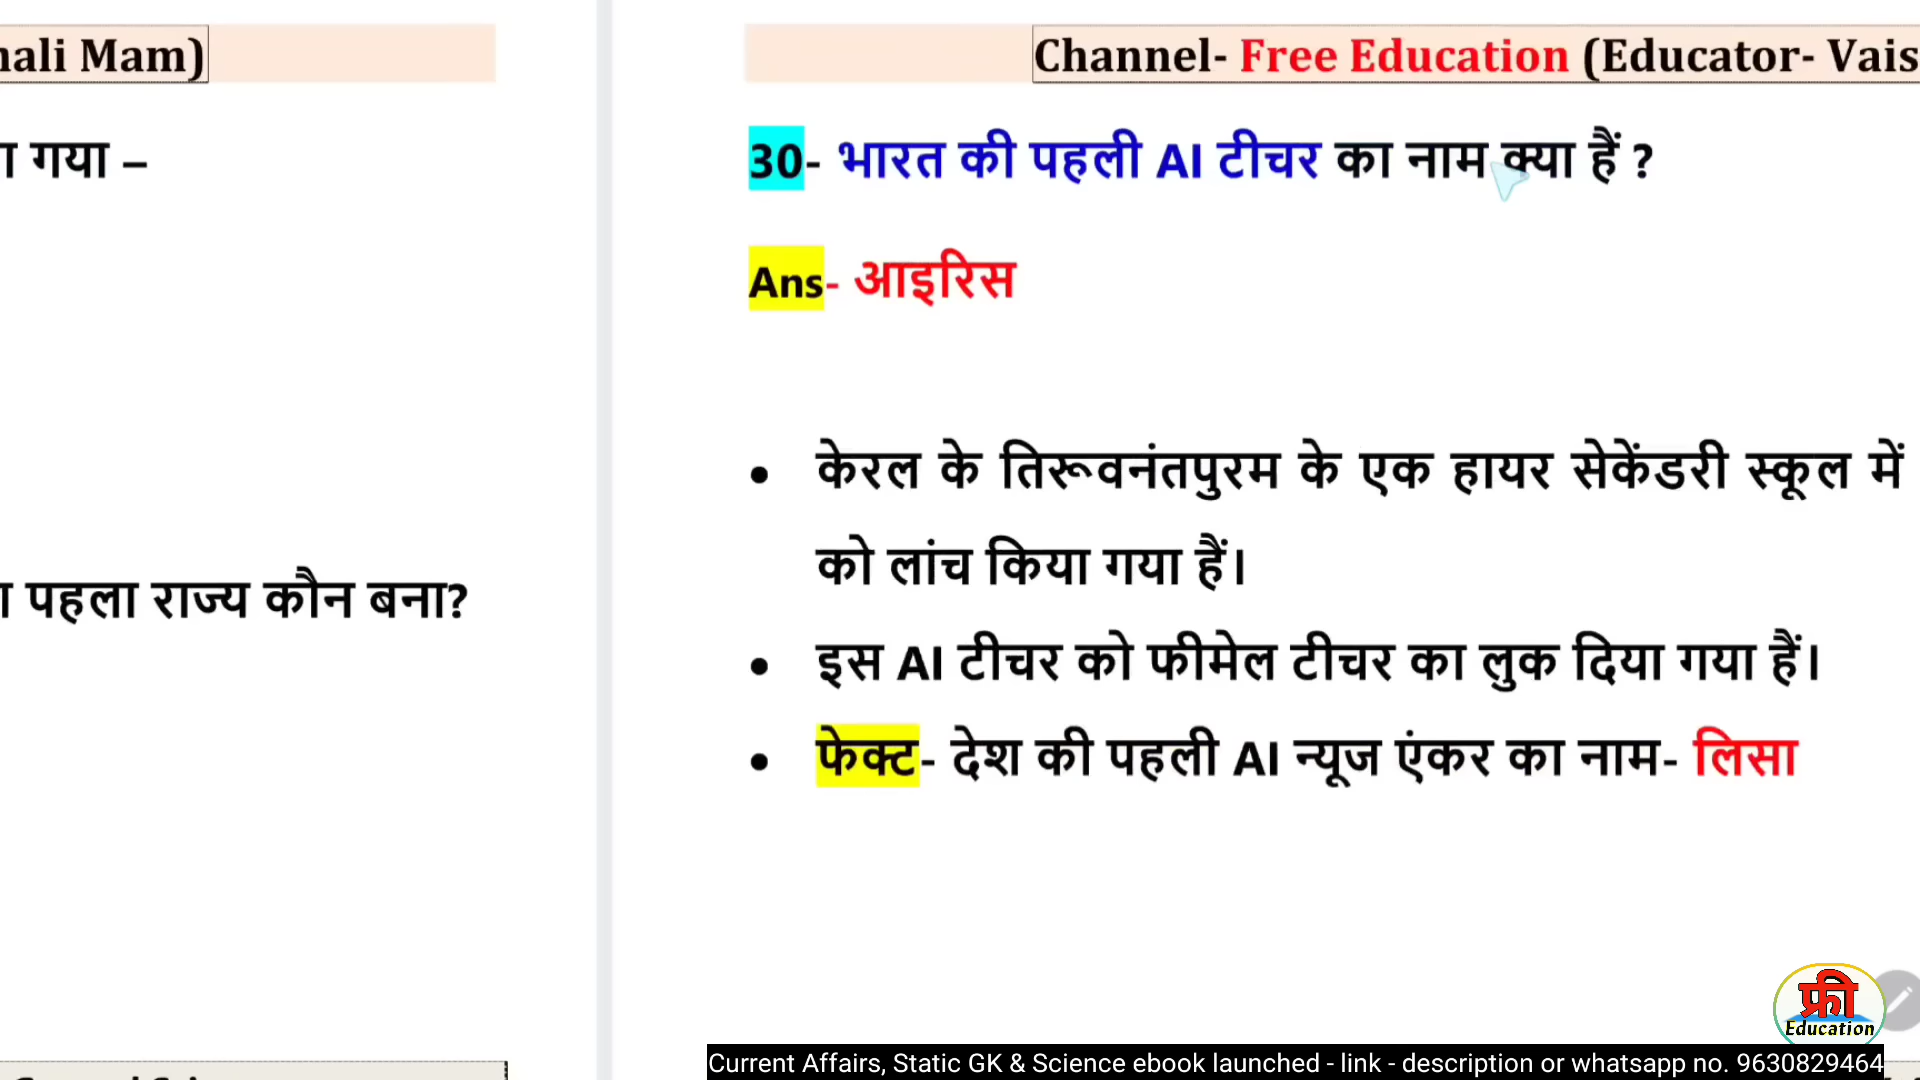 Mam)
Channel- Free Education (Educator-
गया –
30- भारत की पहली AI टीचर का नाम क्या हैं ?
Ans- आइरिस
केरल के तिरूवनंतपुरम के एक हायर सेकेंडरी स्कूल में
को लांच किया गया हैं।
पहला राज्य कौन बना?
इस AI टीचर को फीमेल टीचर का लुक दिया गया हैं।
फेक्ट- देश की पहली AI न्यूज एंकर का नाम- लिसा
फ्री
Education
Current Affairs, Static GK & Science ebook launched - link - description or whatsapp no. 9630829464